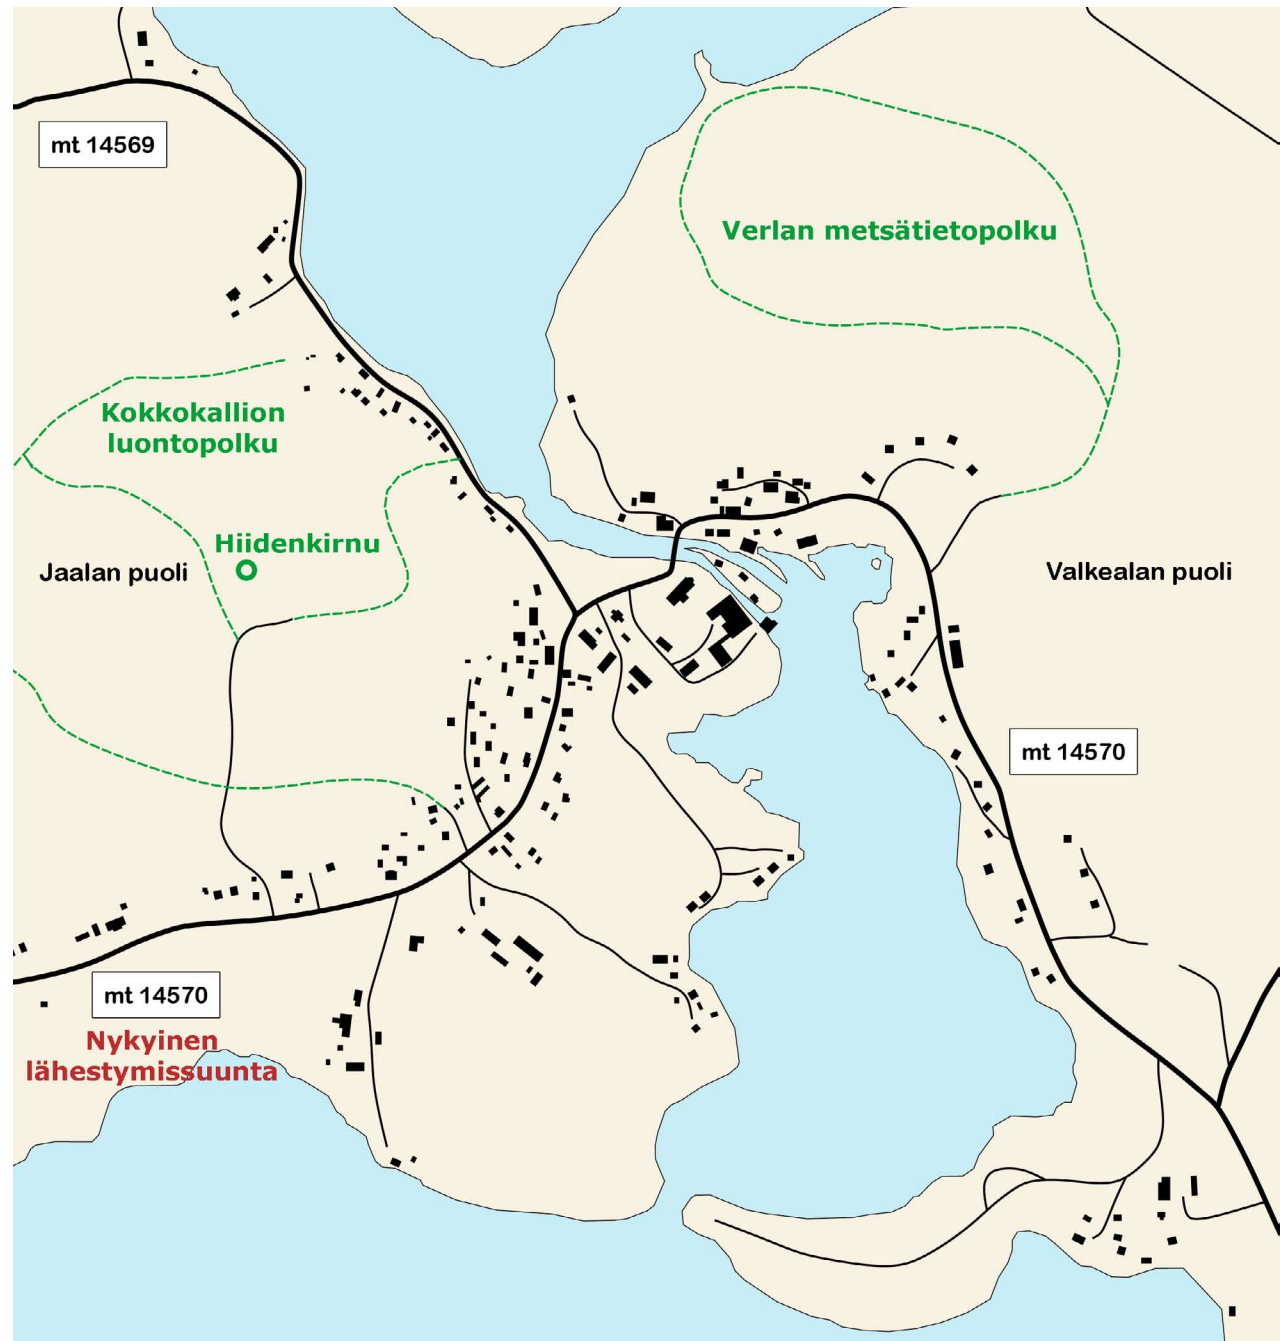 mt 14569
Verlan metsätietopolku
Kokkokallion
luontopolku
Hiidenkirnu
Jaalan puoli
Valkealan puoli
mt 14570
mt 14570
Nykyinen
lähestymissuunta